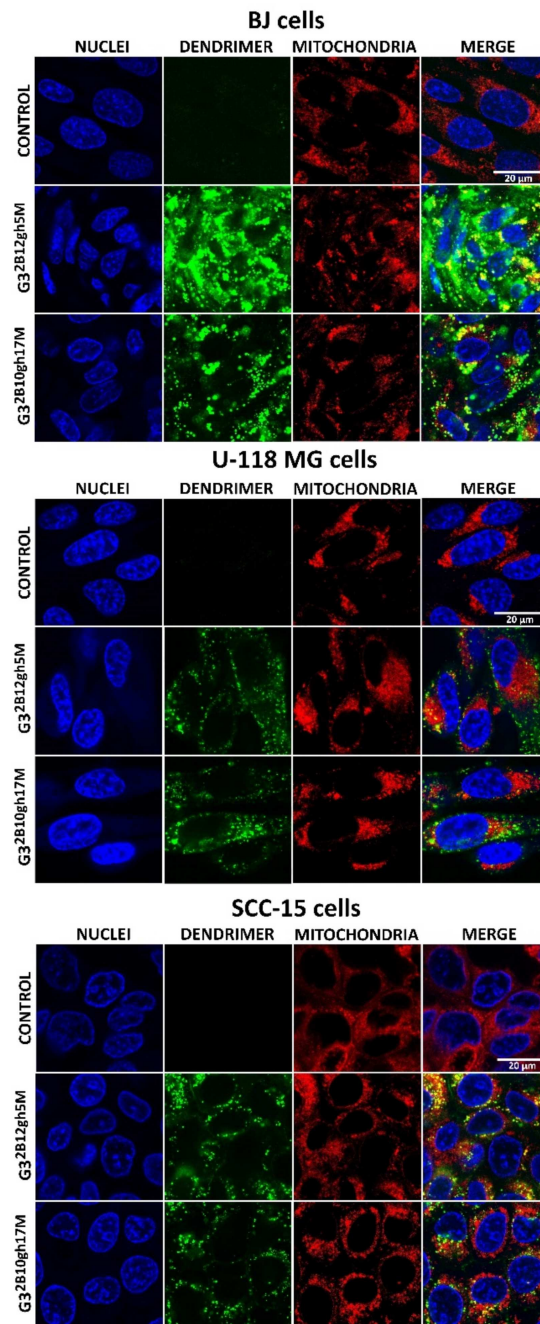 BJ cells
NUCLEI DENDRIMER MITOCHONDRIA MERGE
CONTROL
20 µm
G3²ᴮ¹²ᵍʰ⁵ᴹ
G3²ᴮ¹⁰ᵍʰ¹⁷ᴹ
U-118 MG cells
NUCLEI DENDRIMER MITOCHONDRIA MERGE
CONTROL
20 µm
G3²ᴮ¹²ᵍʰ⁵ᴹ
G3²ᴮ¹⁰ᵍʰ¹⁷ᴹ
SCC-15 cells
NUCLEI DENDRIMER MITOCHONDRIA MERGE
CONTROL
20 µm
G3²ᴮ¹²ᵍʰ⁵ᴹ
G3²ᴮ¹⁰ᵍʰ¹⁷ᴹ